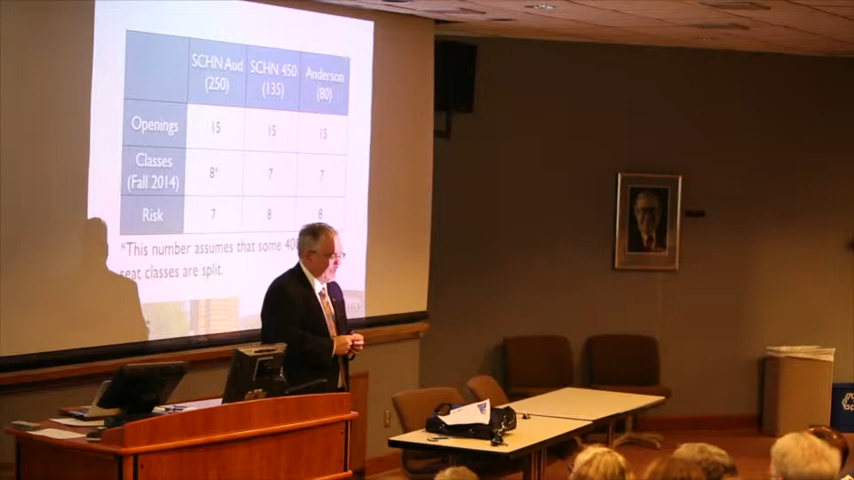 SCHN Aud
(250)
SCHN 450
(135)
Anderson
(80)
Openings
15
15
15
Classes
(Fall 2014)
8*
7
7
Risk
7
8
8
*This number assumes that some
seat classes are split.